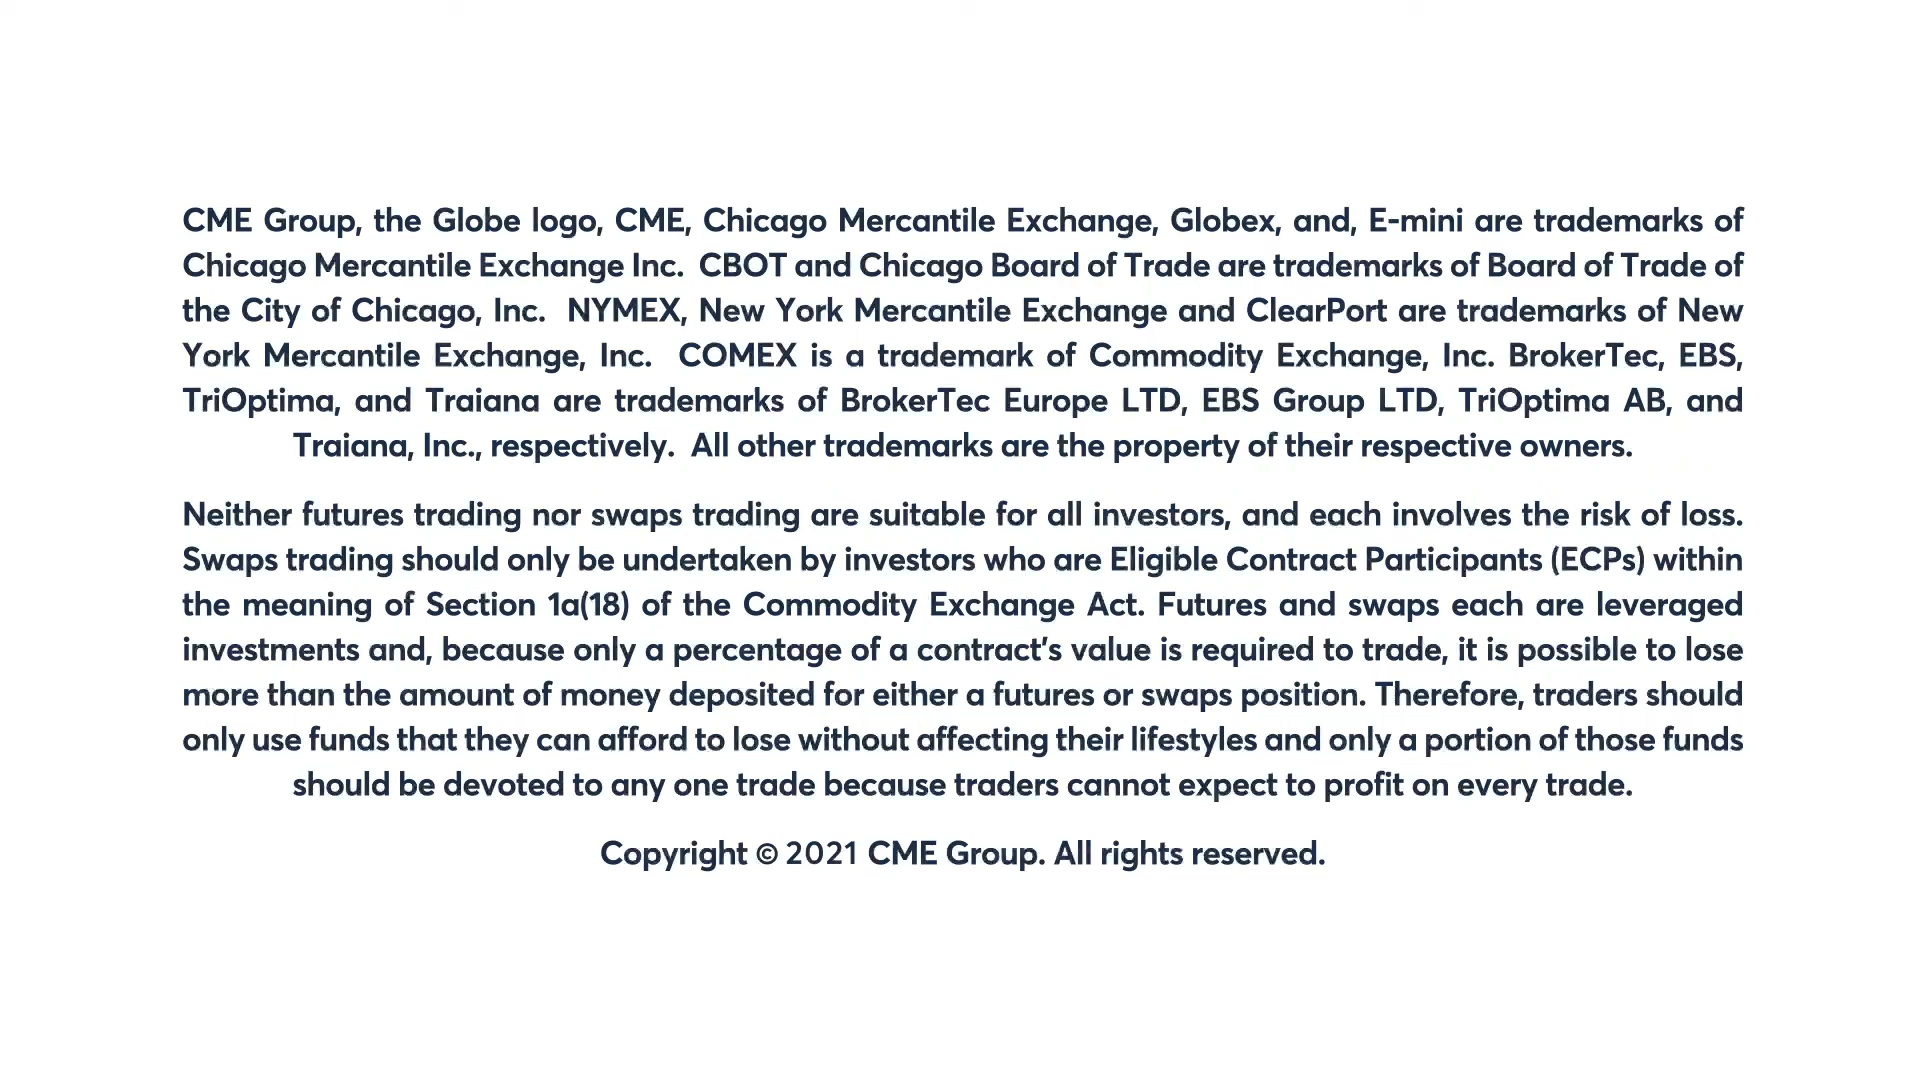 CME Group, the Globe logo, CME, Chicago Mercantile Exchange, Globex, and, E-mini are trademarks of
Chicago Mercantile Exchange Inc.  CBOT and Chicago Board of Trade are trademarks of Board of Trade of
the City of Chicago, Inc.  NYMEX, New York Mercantile Exchange and ClearPort are trademarks of New
York Mercantile Exchange, Inc.  COMEX is a trademark of Commodity Exchange, Inc. BrokerTec, EBS,
TriOptima, and Traiana are trademarks of BrokerTec Europe LTD, EBS Group LTD, TriOptima AB, and
Traiana, Inc., respectively.  All other trademarks are the property of their respective owners.
Neither futures trading nor swaps trading are suitable for all investors, and each involves the risk of loss.
Swaps trading should only be undertaken by investors who are Eligible Contract Participants (ECPs) within
the meaning of Section 1a(18) of the Commodity Exchange Act. Futures and swaps each are leveraged
investments and, because only a percentage of a contract’s value is required to trade, it is possible to lose
more than the amount of money deposited for either a futures or swaps position. Therefore, traders should
only use funds that they can afford to lose without affecting their lifestyles and only a portion of those funds
should be devoted to any one trade because traders cannot expect to profit on every trade.
Copyright © 2021 CME Group. All rights reserved.